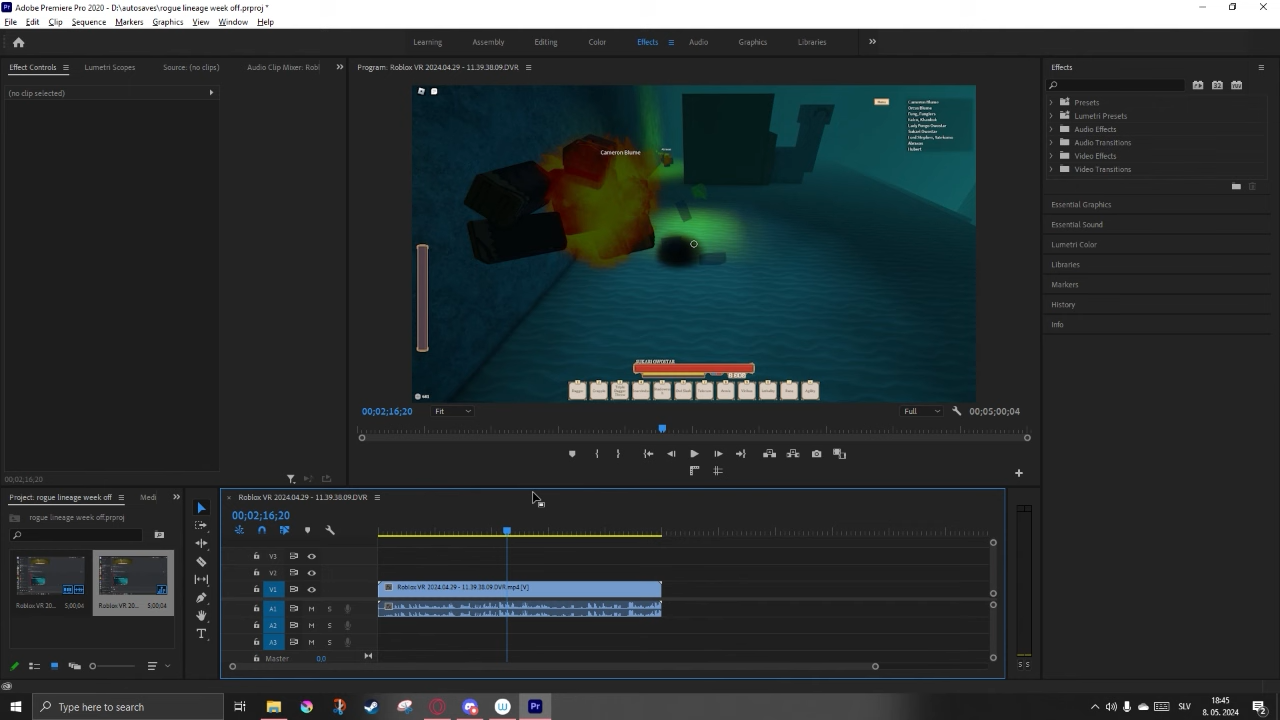 Adobe Premiere Pro 2020 - D:\autosaves\rogue lineage week off.prproj *
File Edit Clip Sequence Markers Graphics View Window Help
Learning Assembly Editing Color Effects Audio Graphics Libraries
Effect Controls Lumetri Scopes Source: (no clips) Audio Clip Mixer: Robl
Program: Roblox VR 2024.04.29 - 11.39.38.09.DVR
Effects
(no clip selected)
Presets
Lumetri Presets
Audio Effects
Audio Transitions
Video Effects
Video Transitions
Essential Graphics
Essential Sound
Lumetri Color
Libraries
Markers
History
Info
Cameron Blume
Cameron Blume
00;02;16;20 Fit Full 00;05;00;04
00;02;16;20
Project: rogue lineage week off Medi
rogue lineage week off.prproj
Roblox VR 20... 5;00;04
Roblox VR 20... 5;00;04
Roblox VR 2024.04.29 - 11.39.38.09.DVR
00;02;16;20
V3
V2
V1 Roblox VR 2024.04.29 - 11.39.38.09.DVR.mp4 [V]
A1 M S
A2 M S
A3 M S
Master 0,0
S S
Type here to search
SLV
18:45
8. 05. 2024
2